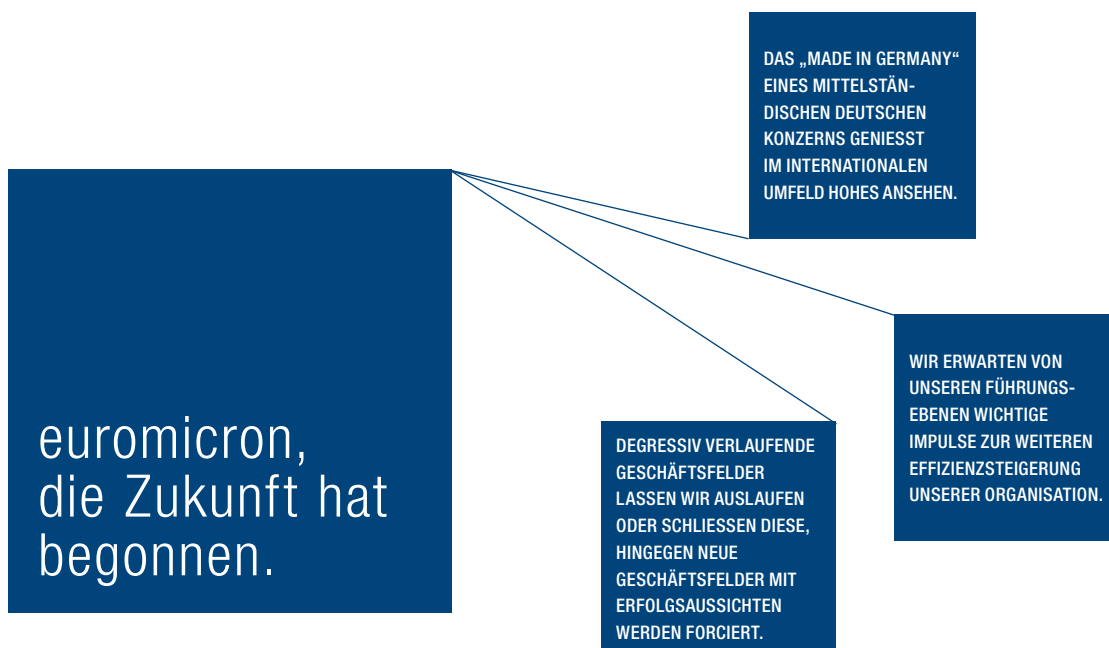 euromicron,
die Zukunft hat
begonnen.
DAS „MADE IN GERMANY“
EINES MITTELSTÄN-
DISCHEN DEUTSCHEN
KONZERNS GENIESST
IM INTERNATIONALEN
UMFELD HOHES ANSEHEN.
WIR ERWARTEN VON
UNSEREN FÜHRUNGS-
EBENEN WICHTIGE
IMPULSE ZUR WEITEREN
EFFIZIENZSTEIGERUNG
UNSERER ORGANISATION.
DEGRESSIV VERLAUFENDE
GESCHÄFTSFELDER
LASSEN WIR AUSLAUFEN
ODER SCHLIESSEN DIESE,
HINGEGEN NEUE
GESCHÄFTSFELDER MIT
ERFOLGSAUSSICHTEN
WERDEN FORCIERT.